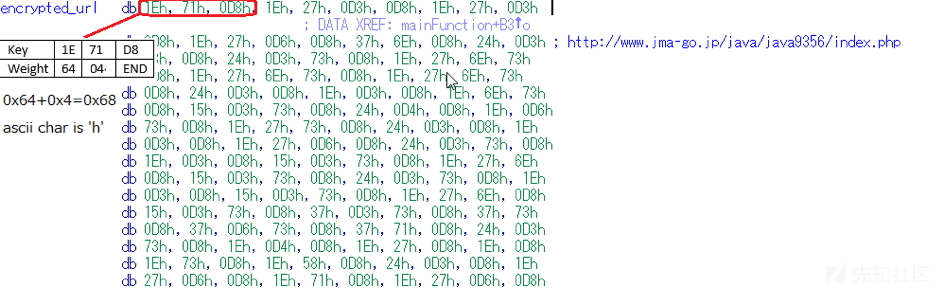 encrypted_url db 1Eh, 71h, 0D8h, 1Eh, 27h, 0D3h, 0D8h, 1Eh, 27h, 0D3h
; DATA XREF: mainFunction+B3↑o
0D8h, 1Eh, 27h, 0D6h, 0D8h, 37h, 6Eh, 0D8h, 24h, 0D3h ; http://www.jma-go.jp/java/java9356/index.php
Key 1E 71 D8
0D8h, 24h, 0D3h, 73h, 0D8h, 1Eh, 27h, 6Eh, 73h
Weight 64 04 END
0D8h, 1Eh, 27h, 6Eh, 73h, 0D8h, 1Eh, 27h, 6Eh, 73h
0x64+0x4=0x68
db 0D8h, 24h, 0D3h, 0D8h, 1Eh, 0D3h, 0D8h, 1Eh, 6Eh, 73h
db 0D8h, 15h, 0D3h, 73h, 0D8h, 24h, 0D4h, 0D8h, 1Eh, 0D6h
ascii char is 'h'
db 73h, 0D8h, 1Eh, 27h, 73h, 0D8h, 24h, 0D3h, 0D8h, 1Eh
db 0D3h, 0D8h, 1Eh, 27h, 0D6h, 0D8h, 24h, 0D3h, 73h, 0D8h
db 1Eh, 0D3h, 0D8h, 15h, 0D3h, 73h, 0D8h, 1Eh, 27h, 6Eh
db 0D8h, 15h, 0D3h, 73h, 0D8h, 24h, 0D3h, 73h, 0D8h, 1Eh
db 0D3h, 0D8h, 15h, 0D3h, 73h, 0D8h, 1Eh, 27h, 6Eh, 0D8h
db 15h, 0D3h, 73h, 0D8h, 37h, 0D3h, 73h, 0D8h, 37h, 73h
db 0D8h, 37h, 0D6h, 73h, 0D8h, 37h, 71h, 0D8h, 24h, 0D3h
db 73h, 0D8h, 1Eh, 0D4h, 0D8h, 1Eh, 27h, 0D8h, 1Eh, 0D8h
db 1Eh, 73h, 0D8h, 1Eh, 58h, 0D8h, 24h, 0D3h, 0D8h, 1Eh
db 27h, 0D6h, 0D8h, 1Eh, 71h, 0D8h, 1Eh, 27h, 0D6h, 0D8h
先知社区